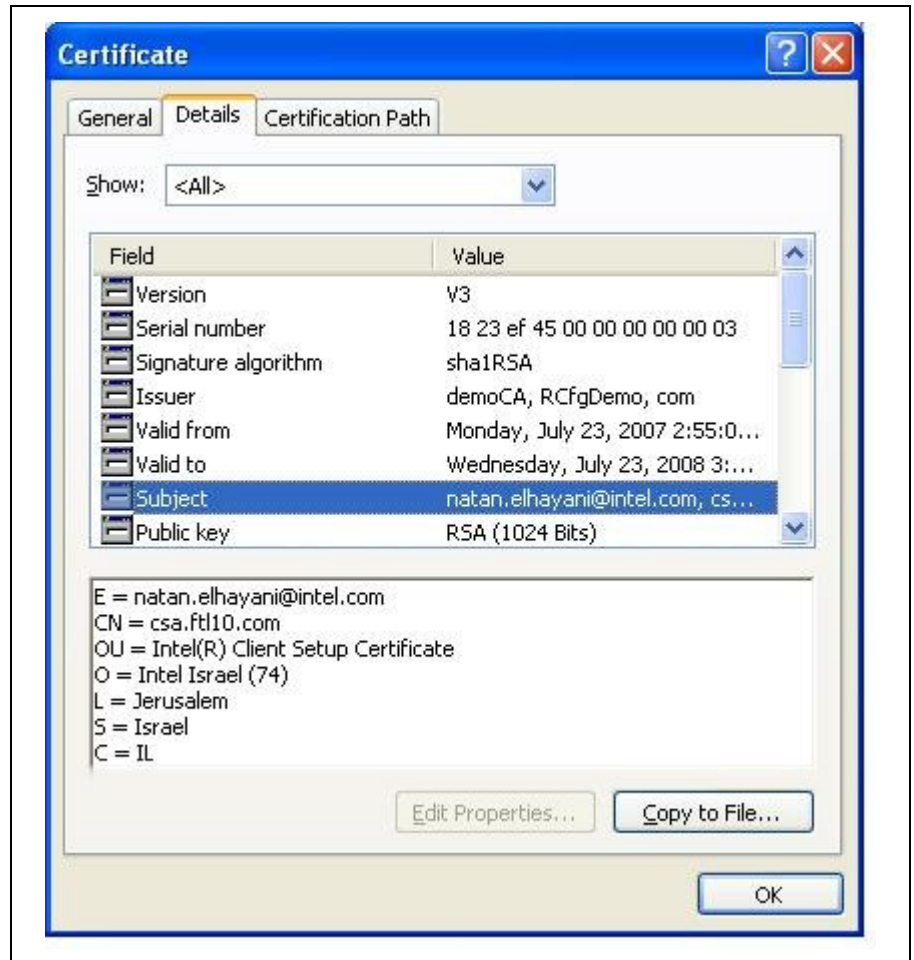 Certificate
General Details Certification Path
Show: <All>
Field Value
Version V3
Serial number 18 23 ef 45 00 00 00 00 00 03
Signature algorithm sha1RSA
Issuer demoCA, RCfgDemo, com
Valid from Monday, July 23, 2007 2:55:0...
Valid to Wednesday, July 23, 2008 3:...
Subject natan.elhayani@intel.com, cs...
Public key RSA (1024 Bits)
E = natan.elhayani@intel.com
CN = csa.ftl10.com
OU = Intel(R) Client Setup Certificate
O = Intel Israel (74)
L = Jerusalem
S = Israel
C = IL
Edit Properties... Copy to File...
OK